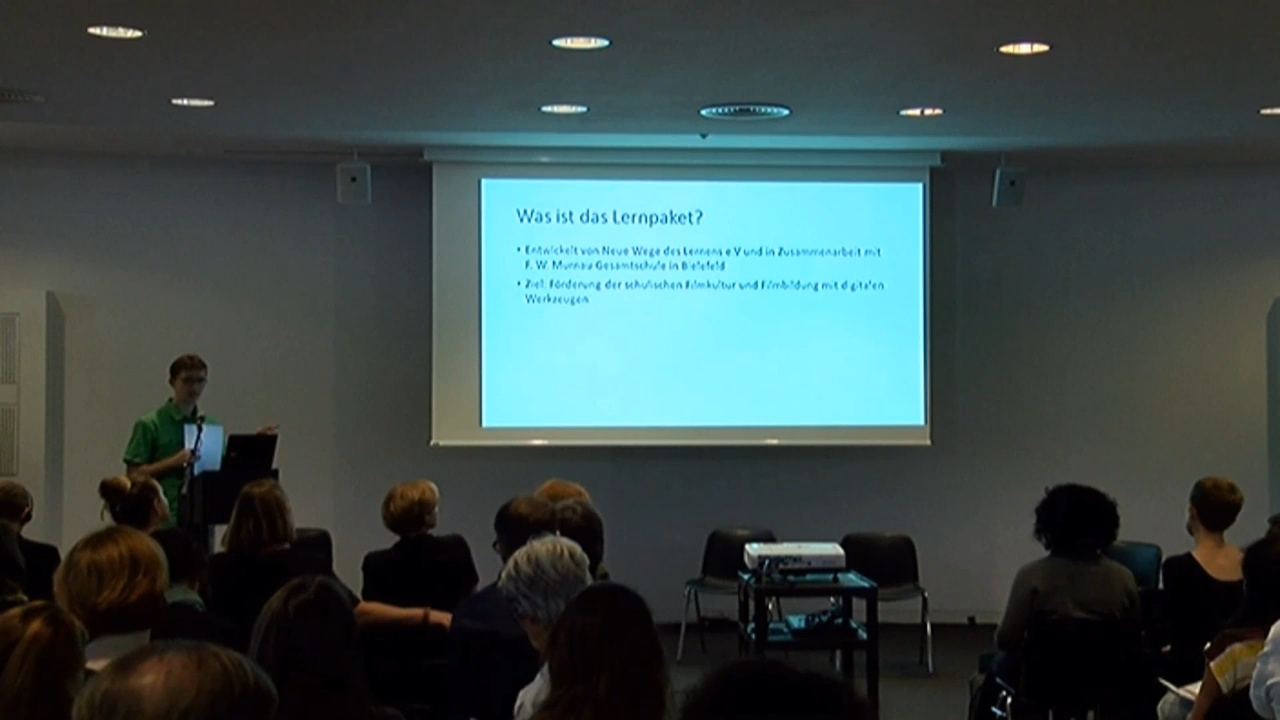 Was ist das Lernpaket?
• Entwickelt von Neue Wege des Lernens e V und in Zusammenarbeit mit
F. W. Murnau Gesamtschule in Bielefeld
• Ziel: Förderung der schulischen Filmkultur und Filmbildung mit digitalen
Werkzeugen